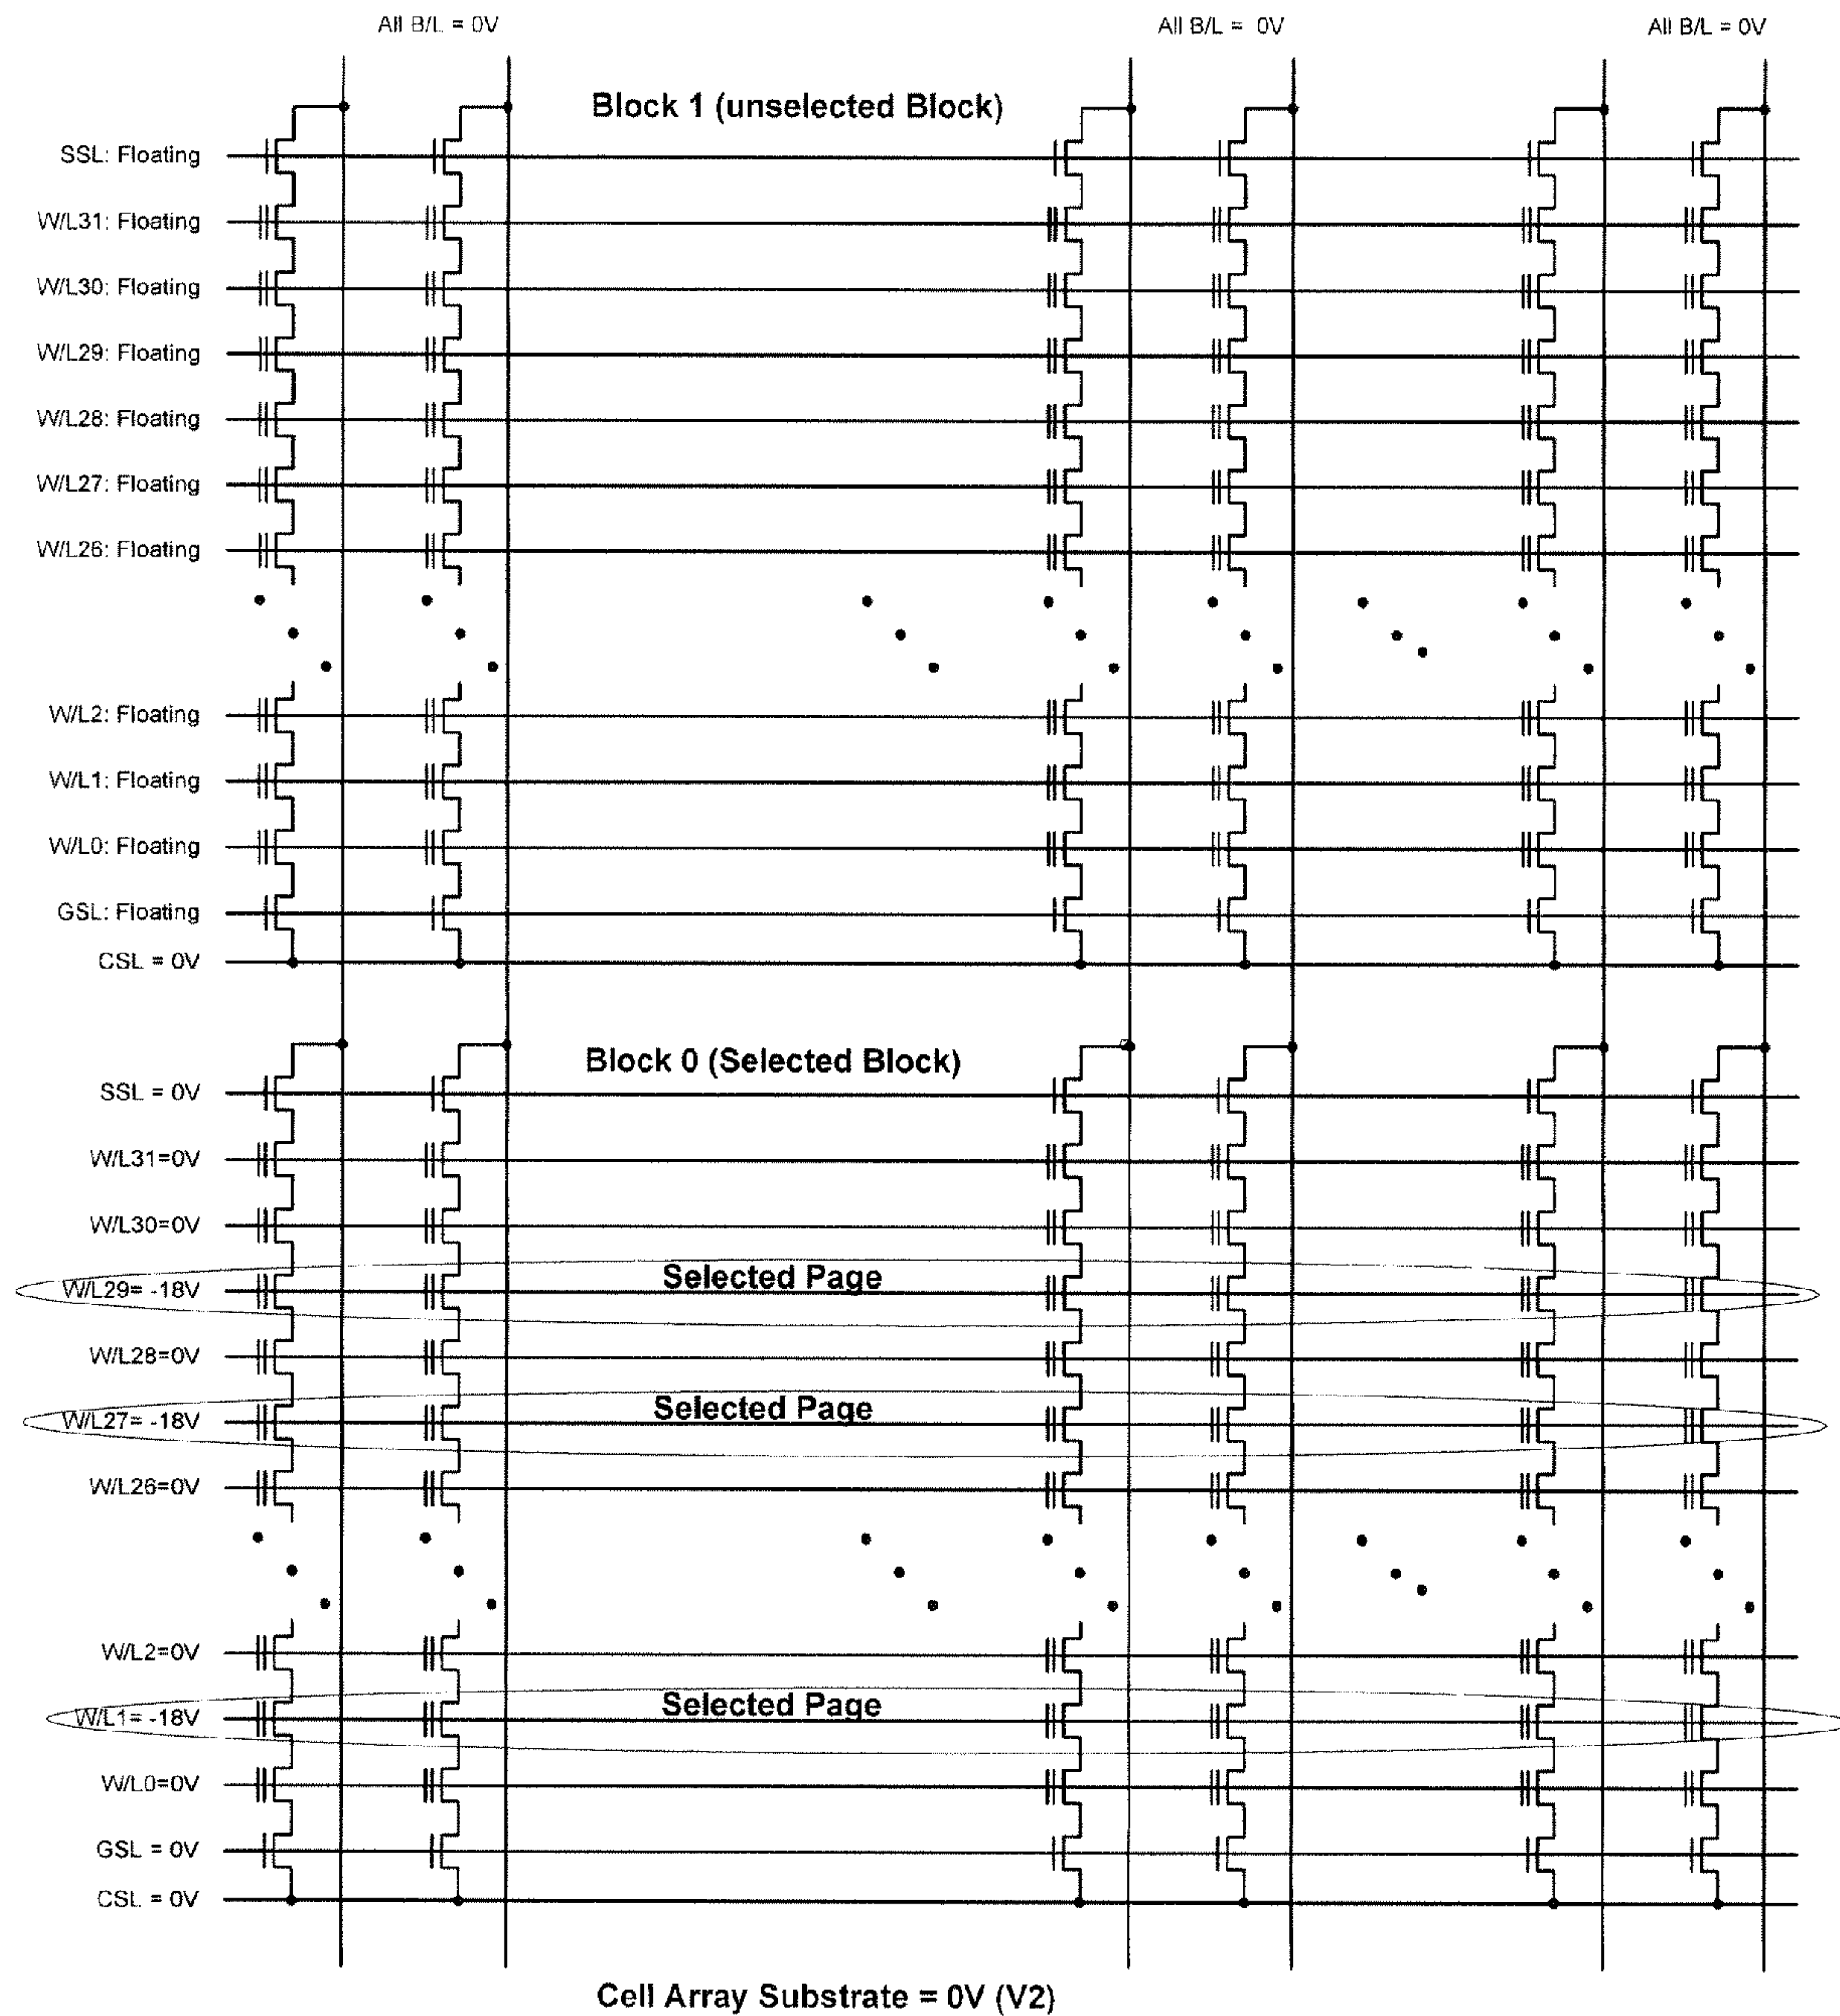 All B/L = 0V All B/L = 0V All B/L = 0V
Block 1 (unselected Block)
SSL: Floating
W/L31: Floating
W/L30: Floating
W/L29: Floating
W/L28: Floating
W/L27: Floating
W/L26: Floating
W/L2: Floating
W/L1: Floating
W/L0: Floating
GSL: Floating
CSL = 0V
Block 0 (Selected Block)
SSL = 0V
W/L31=0V
W/L30=0V
Selected Page
W/L29= -18V
W/L28=0V
Selected Page
W/L27= -18V
W/L26=0V
W/L2=0V
Selected Page
W/L1= -18V
W/L0=0V
GSL = 0V
CSL = 0V
Cell Array Substrate = 0V (V2)